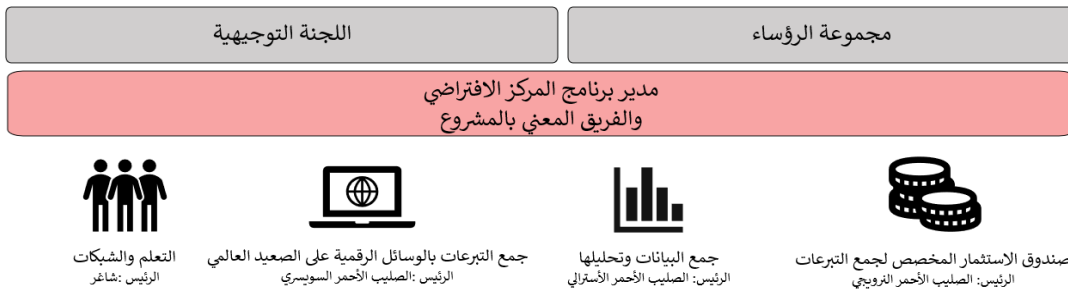 مجموعة الرؤساء
اللجنة التوجيهية
مدير برنامج المركز الافتراضي
والفريق المعني بالمشروع
صندوق الاستثمار المخصص لجمع التبرعات
الرئيس: الصليب الأحمر النرويجي
جمع البيانات وتحليلها
الرئيس: الصليب الأحمر الأسترالي
جمع التبرعات بالوسائل الرقمية على الصعيد العالمي
الرئيس :الصليب الأحمر السويسري
التعلم والشبكات
الرئيس :شاغر